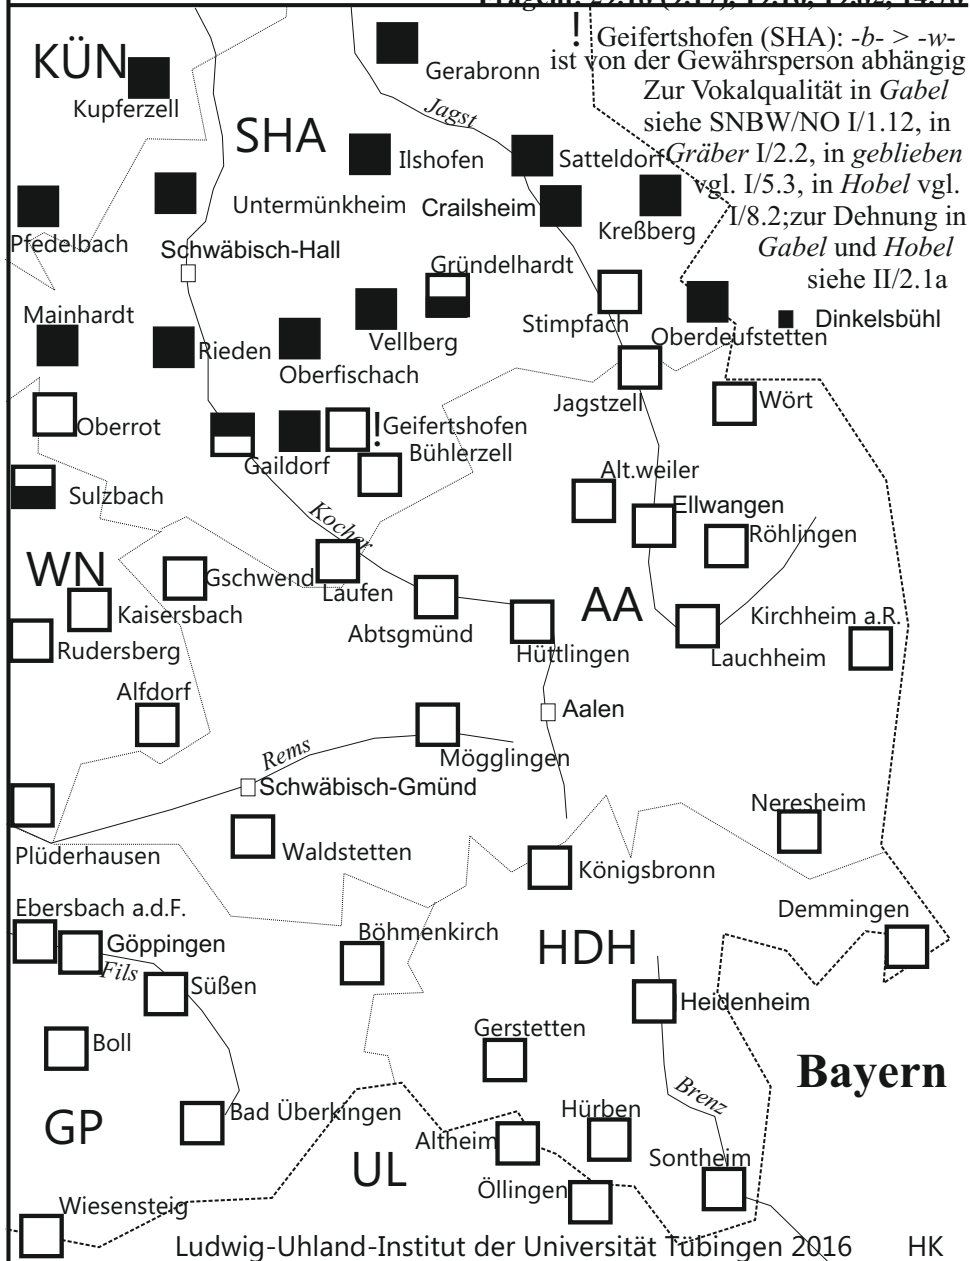 ! Geifertshofen (SHA): -b- > -w-
ist von der Gewährsperson abhängig
Zur Vokalqualität in Gabel
siehe SNBW/NO I/1.12, in
Gräber I/2.2, in geblieben
vgl. I/5.3, in Hobel vgl.
I/8.2;zur Dehnung in
Gabel und Hobel
siehe II/2.1a
KÜN
Kupferzell
Gerabronn
Jagst
SHA
Ilshofen
Satteldorf
Untermünkheim
Crailsheim
Kreßberg
Pfedelbach
Schwäbisch-Hall
Gründelhardt
Mainhardt
Stimpfach
Dinkelsbühl
Rieden
Vellberg
Oberdeufstetten
Oberfischach
Jagstzell
Wört
Oberrot
! Geifertshofen
Bühlerzell
Gaildorf
Alt.weiler
Sulzbach
Ellwangen
Kocher
Röhlingen
WN
Gschwend
Laufen
AA
Kaisersbach
Abtsgmünd
Kirchheim a.R.
Rudersberg
Hüttlingen
Lauchheim
Alfdorf
Aalen
Rems
Mögglingen
Schwäbisch-Gmünd
Neresheim
Plüderhausen
Waldstetten
Königsbronn
Ebersbach a.d.F.
Demmingen
Göppingen
Böhmenkirch
HDH
Fils
Süßen
Heidenheim
Boll
Gerstetten
Bayern
Brenz
GP
Bad Überkingen
Hürben
Altheim
UL
Sontheim
Öllingen
Wiesensteig
Ludwig-Uhland-Institut der Universität Tübingen 2016 HK